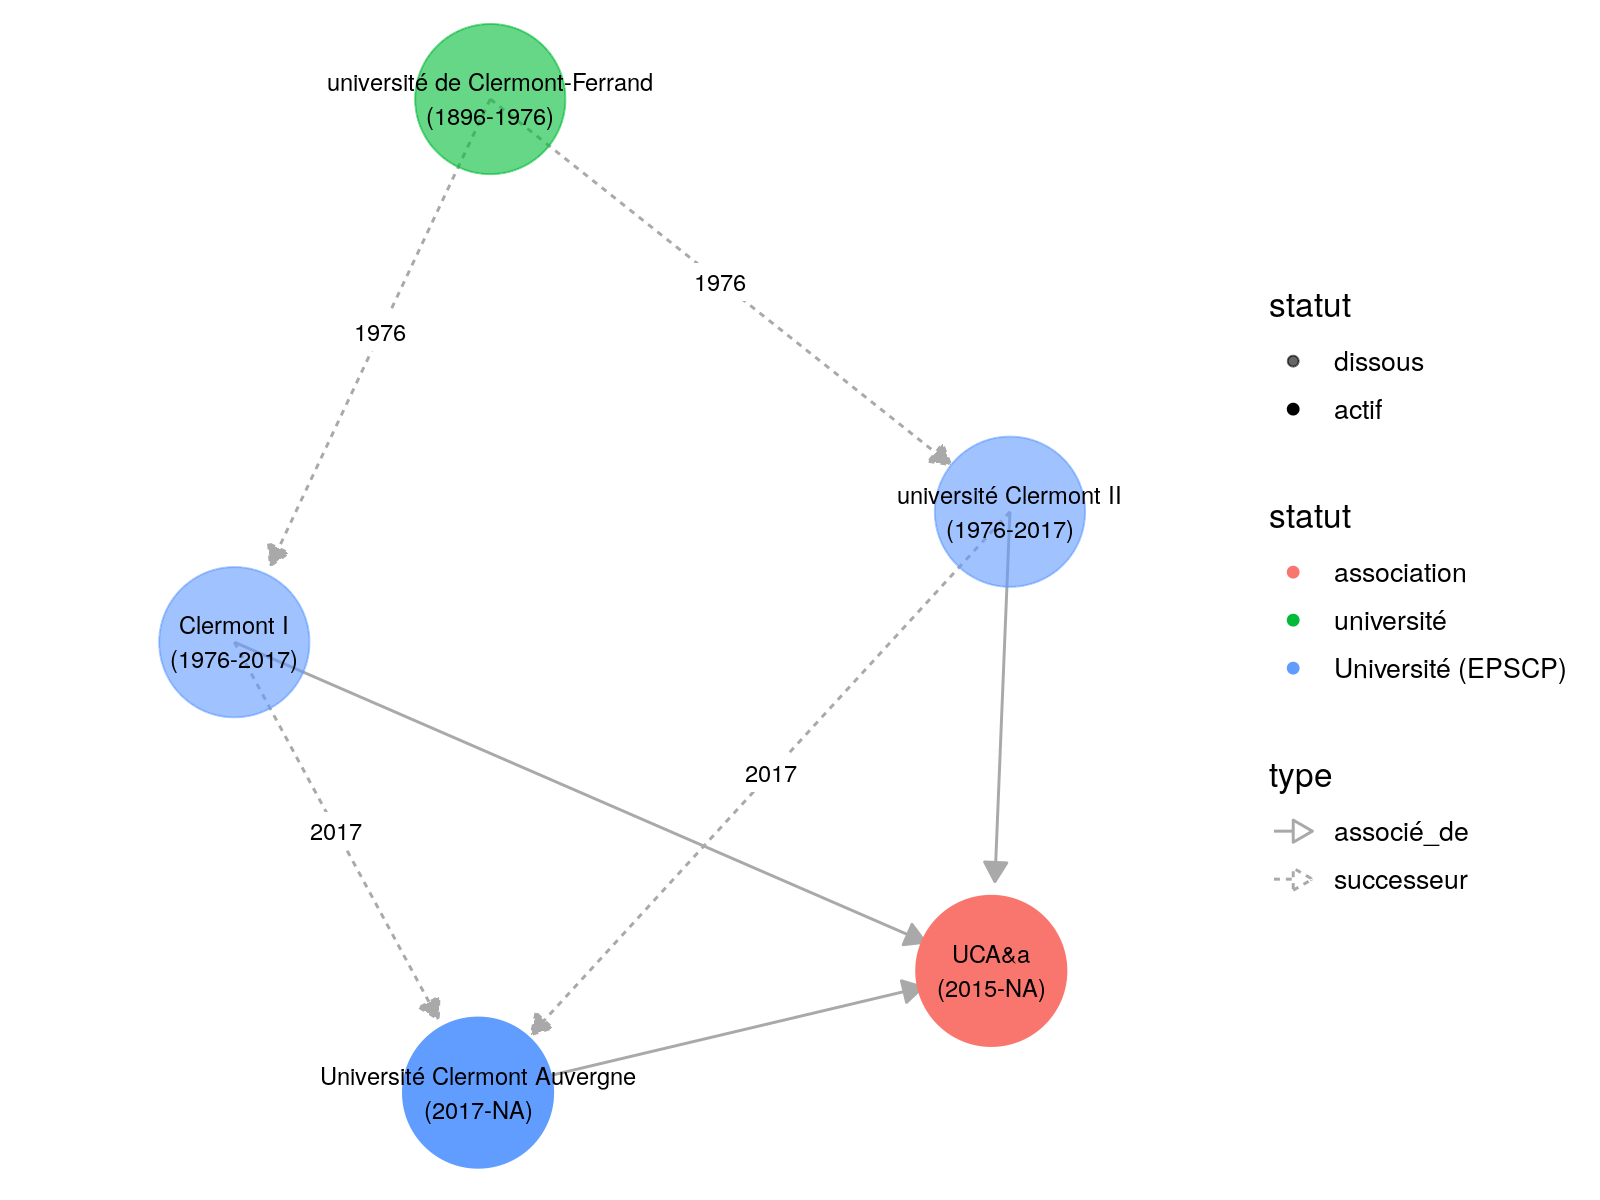 université de Clermont-Ferrand
(1896-1976)
1976
1976
université Clermont II
(1976-2017)
Clermont I
(1976-2017)
2017
2017
UCA&a
(2015-NA)
Université Clermont Auvergne
(2017-NA)
statut
dissous
actif
statut
association
université
Université (EPSCP)
type
associé_de
successeur